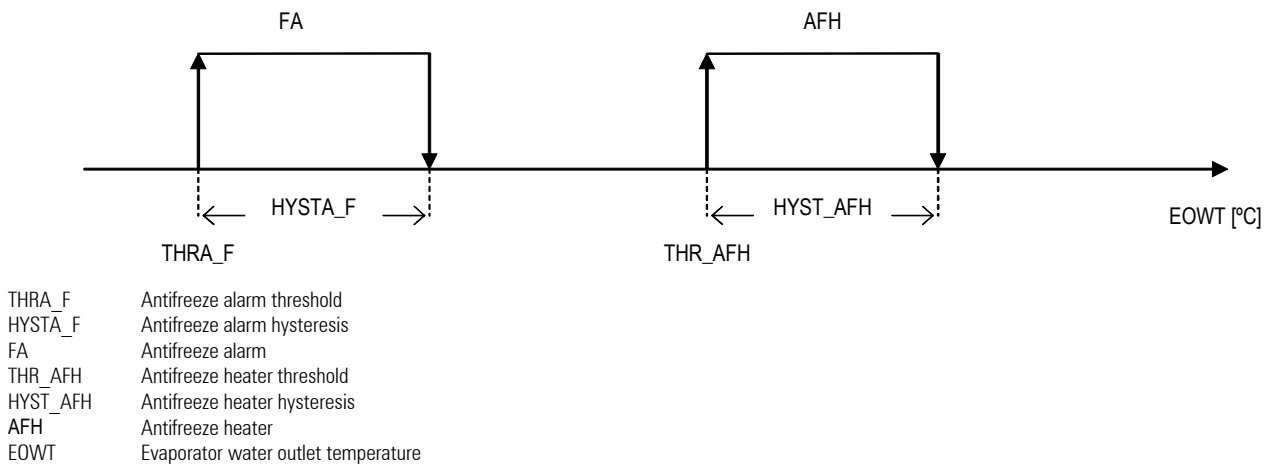 FA AFH
HYSTA_F HYST_AFH
EOWT [ºC]
THRA_F THR_AFH
THRA_F Antifreeze alarm threshold
HYSTA_F Antifreeze alarm hysteresis
FA Antifreeze alarm
THR_AFH Antifreeze heater threshold
HYST_AFH Antifreeze heater hysteresis
AFH Antifreeze heater
EOWT Evaporator water outlet temperature